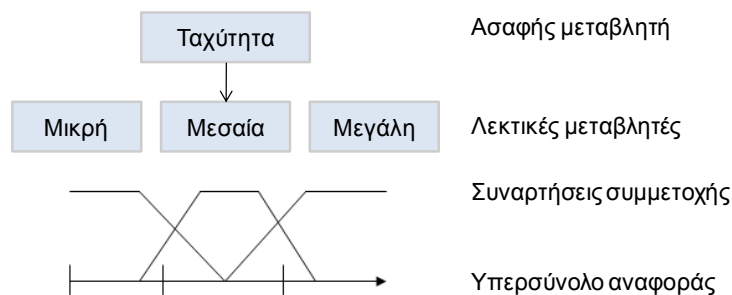 Ταχύτητα Ασαφής μεταβλητή
Μικρή Μεσαία Μεγάλη Λεκτικές μεταβλητές
Συναρτήσεις συμμετοχής
Υπερσύνολο αναφοράς